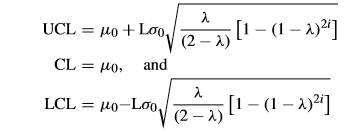 UCL = μ₀ + Lσ₀√(λ/(2 − λ) [1 − (1 − λ)²ⁱ])
CL = μ₀, and
LCL = μ₀−Lσ₀√(λ/(2 − λ) [1 − (1 − λ)²ⁱ])